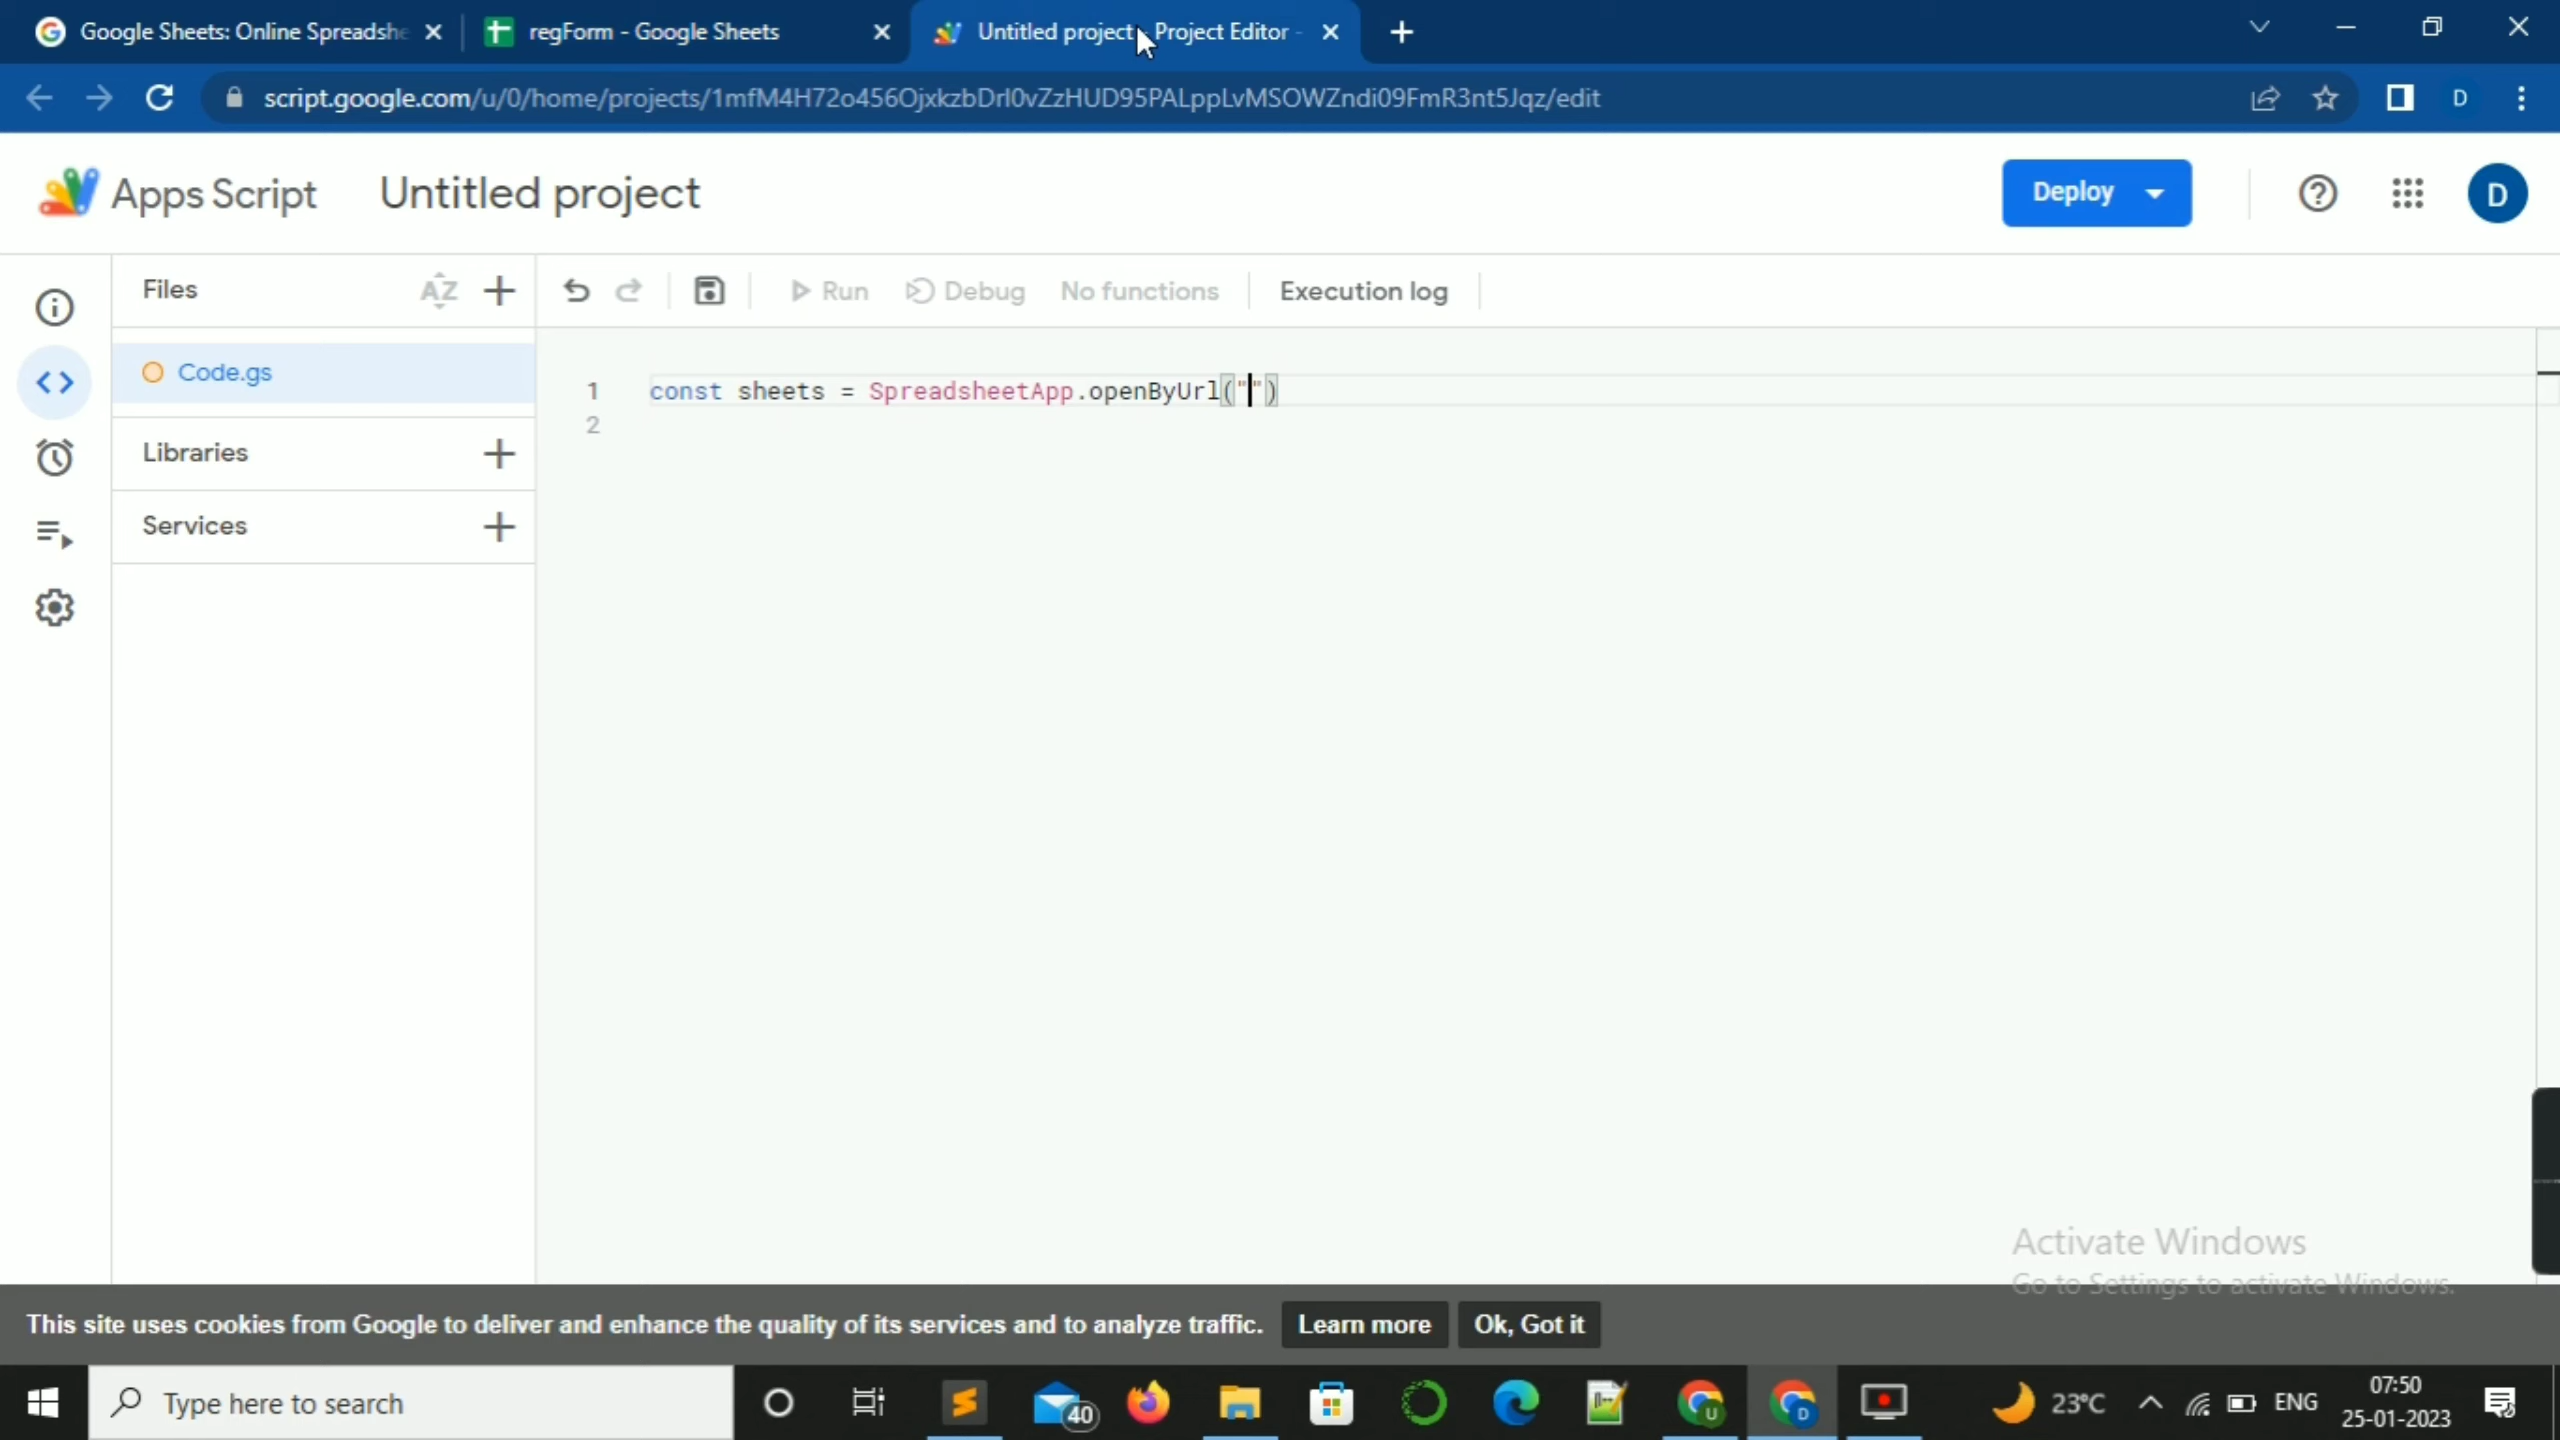 Google Sheets: Online Spreadshe
regForm - Google Sheets
Untitled project - Project Editor -
script.google.com/u/0/home/projects/1mfM4H72o456OjxkzbDrl0vZzHUD95PALppLvMSOWZndi09FmR3nt5Jqz/edit
D
Apps Script
Untitled project
Deploy
D
Files
AZ
Run
Debug
No functions
Execution log
Code.gs
1 const sheets = SpreadsheetApp.openByUrl("")
2
Libraries
Services
Activate Windows
Go to Settings to activate Windows.
This site uses cookies from Google to deliver and enhance the quality of its services and to analyze traffic.
Learn more
Ok, Got it
Type here to search
40
U
D
23°C
ENG
07:50
25-01-2023